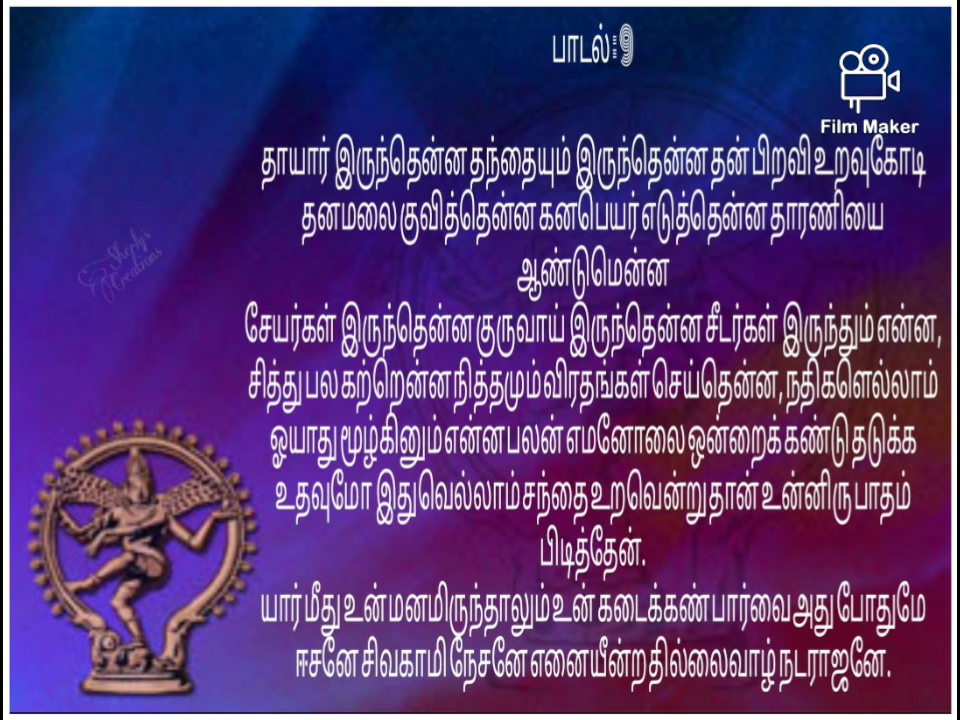 பாடல்:9
Film Maker
தாயார் இருந்தென்ன தந்தையும் இருந்தென்ன தன் பிறவி உறவுகோடி
தனமலை குவித்தென்ன கனபெயர் எடுத்தென்ன தாரணியை
ஆண்டுமென்ன
சேயர்கள் இருந்தென்ன குருவாய் இருந்தென்ன சீடர்கள் இருந்தும் என்ன,
சித்து பல கற்றென்ன நித்தமும் விரதங்கள் செய்தென்ன, நதிகளெல்லாம்
ஓயாது மூழ்கினும் என்ன பலன் எமனோலை ஒன்றைக் கண்டு தடுக்க
உதவுமோ இதுவெல்லாம் சந்தை உறவென்று தான் உன்னிரு பாதம்
பிடித்தேன்.
யார் மீது உன் மனமிருந்தாலும் உன் கடைக்கண் பார்வை அது போதுமே
ஈசனே சிவகாமி நேசனே எனையீன்ற தில்லைவாழ் நடராஜனே.
Stephy's
Creations